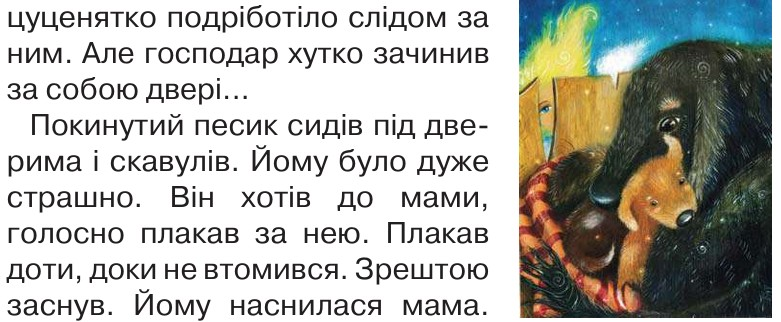 цуценятко подріботіло слідом за
ним. Але господар хутко зачинив
за собою двері...
Покинутий песик сидів під две-
рима і скавулів. Йому було дуже
страшно. Він хотів до мами,
голосно плакав за нею. Плакав
доти, доки не втомився. Зрештою
заснув. Йому наснилася мама.